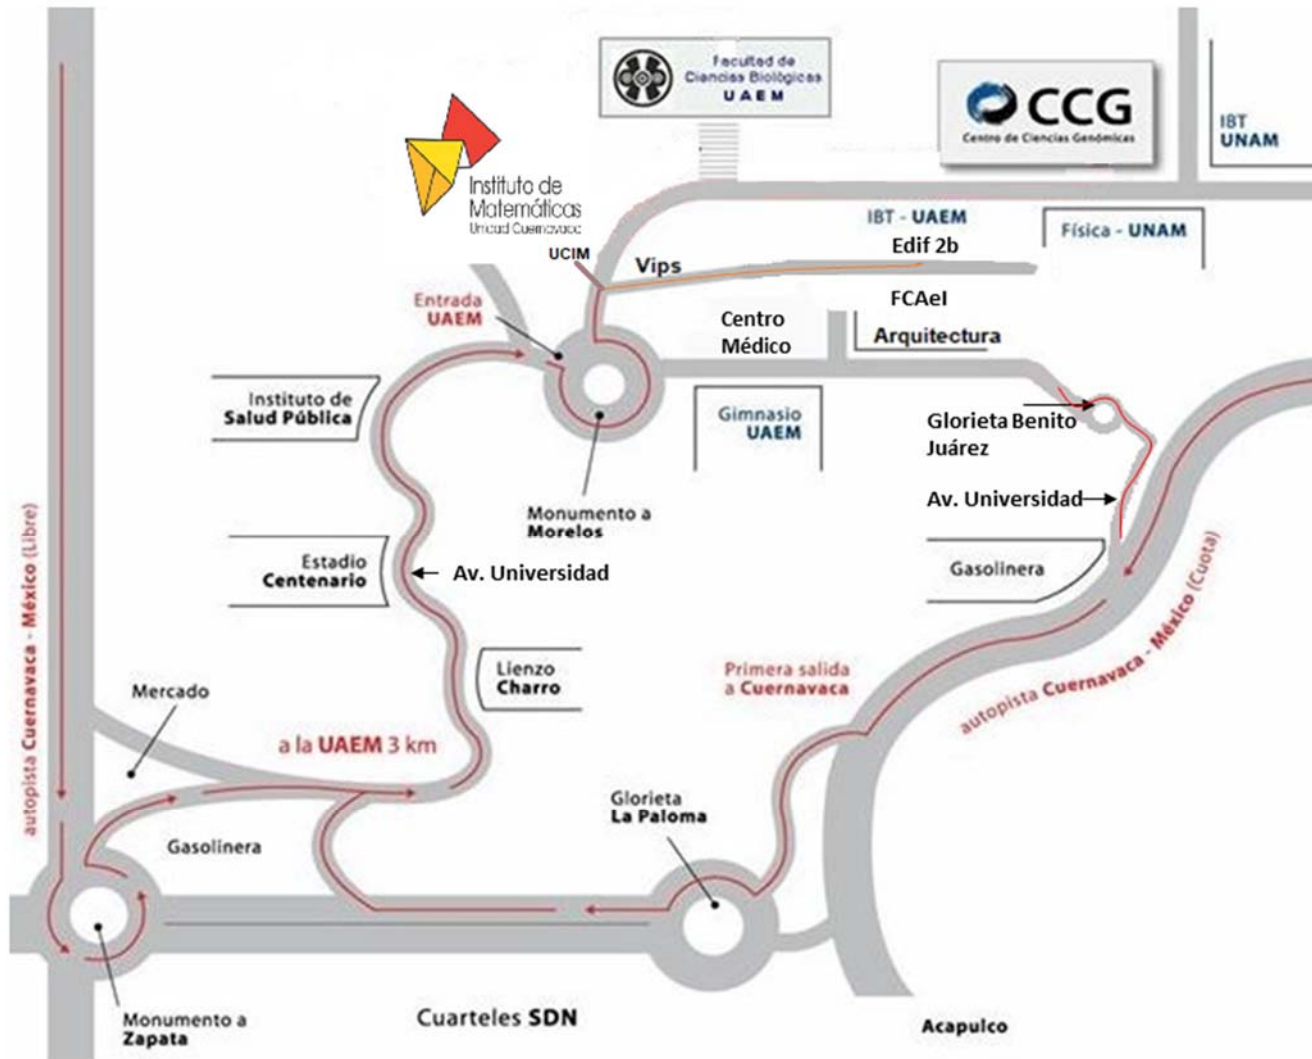 Facultad de
Ciencias Biológicas
UAEM
CCG
Centro de Ciencias Genómicas
IBT
UNAM
Instituto de
Matemáticas
Unidad Cuernavaca
IBT - UAEM
Física - UNAM
UCIM
Vips
Edif 2b
Entrada
UAEM
FCAeI
Centro
Médico
Arquitectura
Instituto de
Salud Pública
Gimnasio
UAEM
Glorieta Benito
Juárez
Monumento a
Morelos
Av. Universidad
Estadio
Centenario
Av. Universidad
Gasolinera
autopista Cuernavaca - México (Libre)
autopista Cuernavaca - México (Cuota)
Lienzo
Charro
Primera salida
a Cuernavaca
Mercado
a la UAEM 3 km
Glorieta
La Paloma
Gasolinera
Monumento a
Zapata
Cuarteles SDN
Acapulco